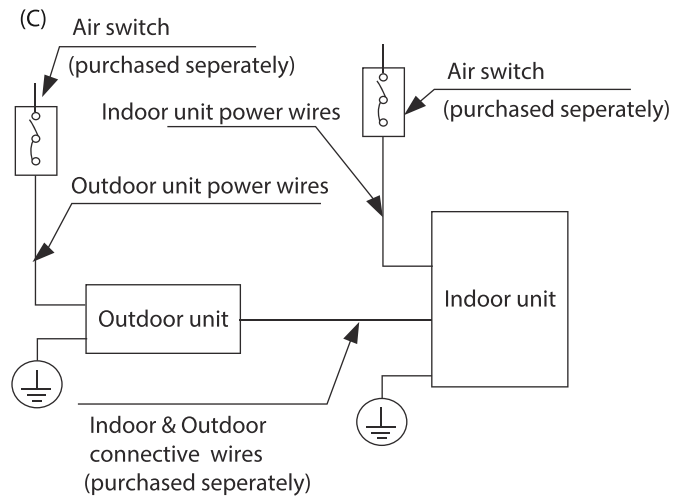 (C)
Air switch
(purchased seperately)
Air switch
(purchased seperately)
Indoor unit power wires
Outdoor unit power wires
Indoor unit
Outdoor unit
Indoor & Outdoor
connective wires
(purchased seperately)